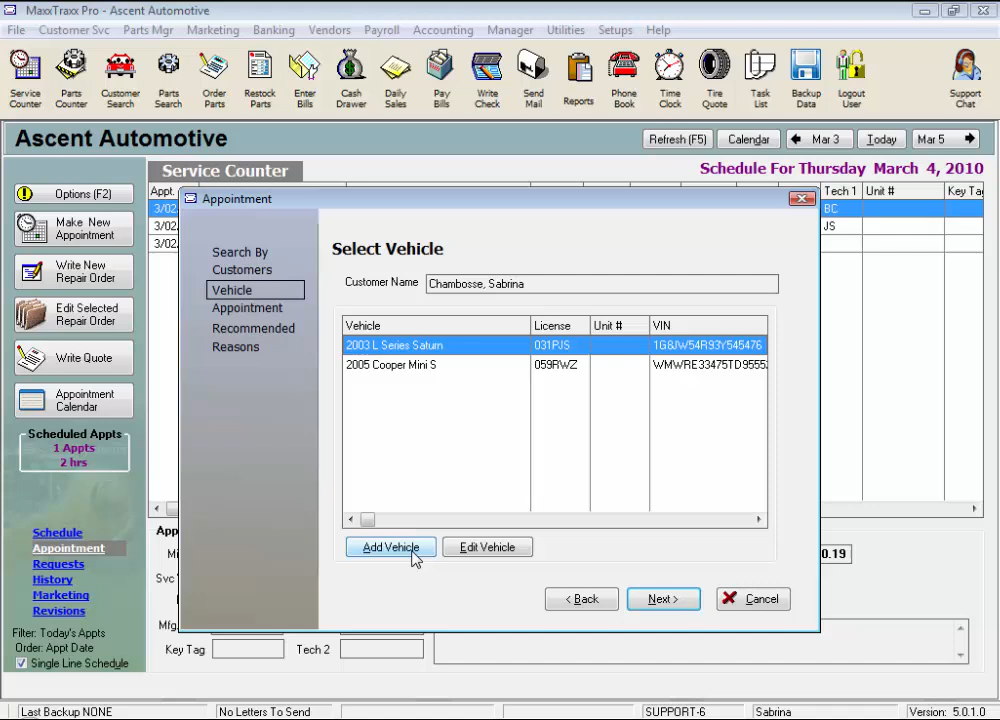 MaxxTraxx Pro - Ascent Automotive
File Customer Svc Parts Mgr Marketing Banking Vendors Payroll Accounting Manager Utilities Setups Help
Service Counter
Parts Counter
Customer Search
Parts Search
Order Parts
Restock Parts
Enter Bills
Cash Drawer
Daily Sales
Pay Bills
Write Check
Send Mail
Reports
Phone Book
Time Clock
Tire Quote
Task List
Backup Data
Logout User
Support Chat
Ascent Automotive
Refresh (F5) Calendar Mar 3 Today Mar 5
Service Counter
Schedule For Thursday March 4, 2010
Options (F2)
Make New
Appointment
Write New
Repair Order
Edit Selected
Repair Order
Write Quote
Appointment
Calendar
Scheduled Appts
1 Appts
2 hrs
Schedule
Appointment
Requests
History
Marketing
Revisions
Filter: Today's Appts
Order: Appt Date
Single Line Schedule
Appt. Tech 1 Unit #
3/02 BC
3/02 JS
3/02
Appointment
Search By
Customers
Vehicle
Appointment
Recommended
Reasons
Select Vehicle
Customer Name Chambosse, Sabrina
Vehicle License Unit # VIN
2003 L Series Saturn 031PJS 1G8JW54R93Y545476
2005 Cooper Mini S 059RWZ
Add Vehicle Edit Vehicle
< Back Next > Cancel
0.19
Key Tag Tech 2
Last Backup NONE No Letters To Send SUPPORT-6 Sabrina Version: 5.0.1.0